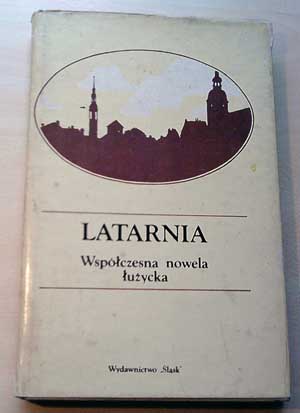 LATARNIA
Współczesna nowela
łużycka
Wydawnictwo „Śląsk”